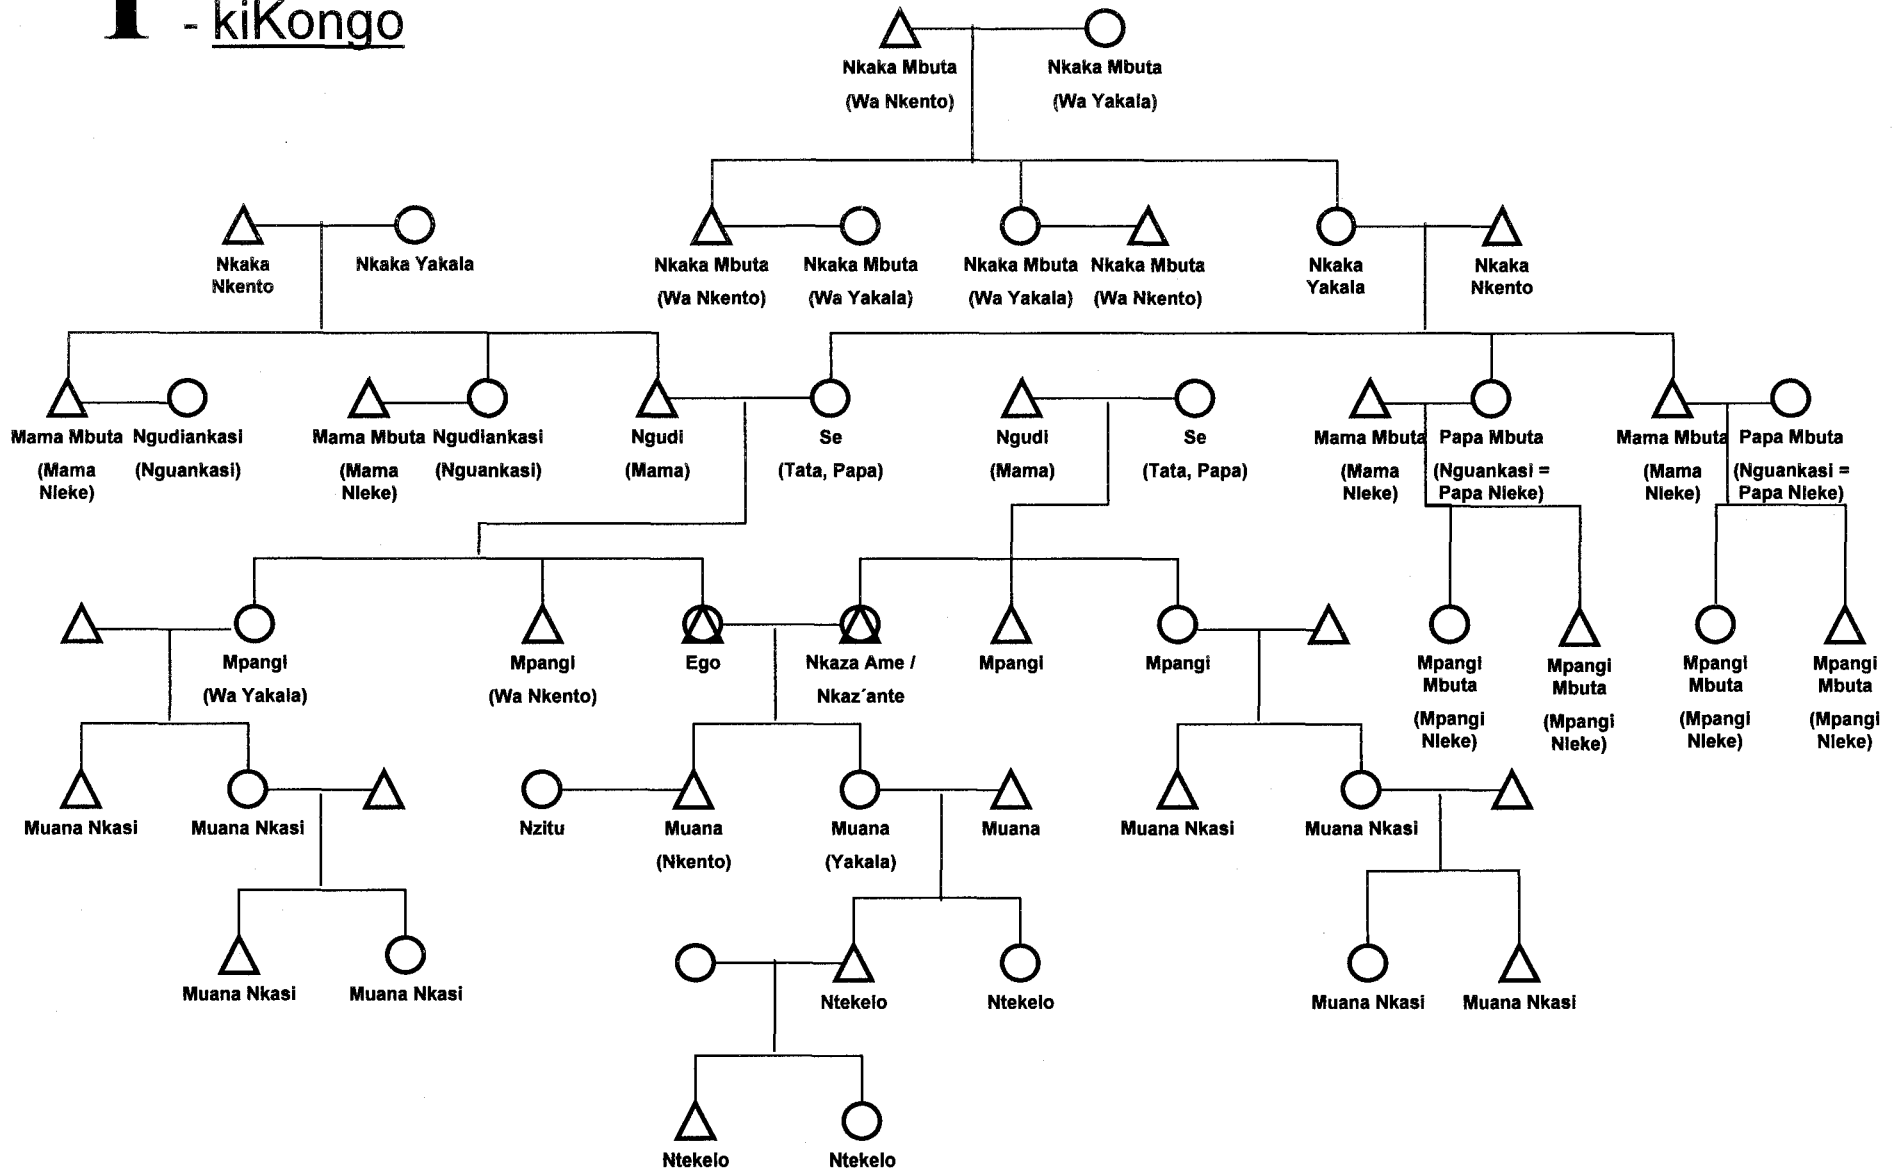 I - kiKongo
Nkaka Mbuta Nkaka Mbuta
(Wa Nkento) (Wa Yakala)
Nkaka Nkaka Yakala Nkaka Mbuta Nkaka Mbuta Nkaka Mbuta Nkaka Mbuta Nkaka Nkaka
Nkento (Wa Nkento) (Wa Yakala) (Wa Yakala) (Wa Nkento) Yakala Nkento
Mama Mbuta Ngudiankasi Mama Mbuta Ngudiankasi Ngudi Se Ngudi Se Mama Mbuta Papa Mbuta Mama Mbuta Papa Mbuta
(Mama (Nguankasi) (Mama (Nguankasi) (Mama) (Tata, Papa) (Mama) (Tata, Papa) (Mama (Nguankasi = (Mama (Nguankasi =
Nleke) Nleke) Nleke) Papa Nleke) Nleke) Papa Nleke)
Mpangi Mpangi Ego Nkaza Ame / Mpangi Mpangi Mpangi Mpangi Mpangi Mpangi
(Wa Yakala) (Wa Nkento) Nkaz´ante Mbuta Mbuta Mbuta Mbuta
(Mpangi (Mpangi (Mpangi (Mpangi
Nleke) Nleke) Nleke) Nleke)
Muana Nkasi Muana Nkasi Nzitu Muana Muana Muana Muana Nkasi Muana Nkasi
(Nkento) (Yakala)
Muana Nkasi Muana Nkasi Ntekelo Ntekelo Muana Nkasi Muana Nkasi
Ntekelo Ntekelo